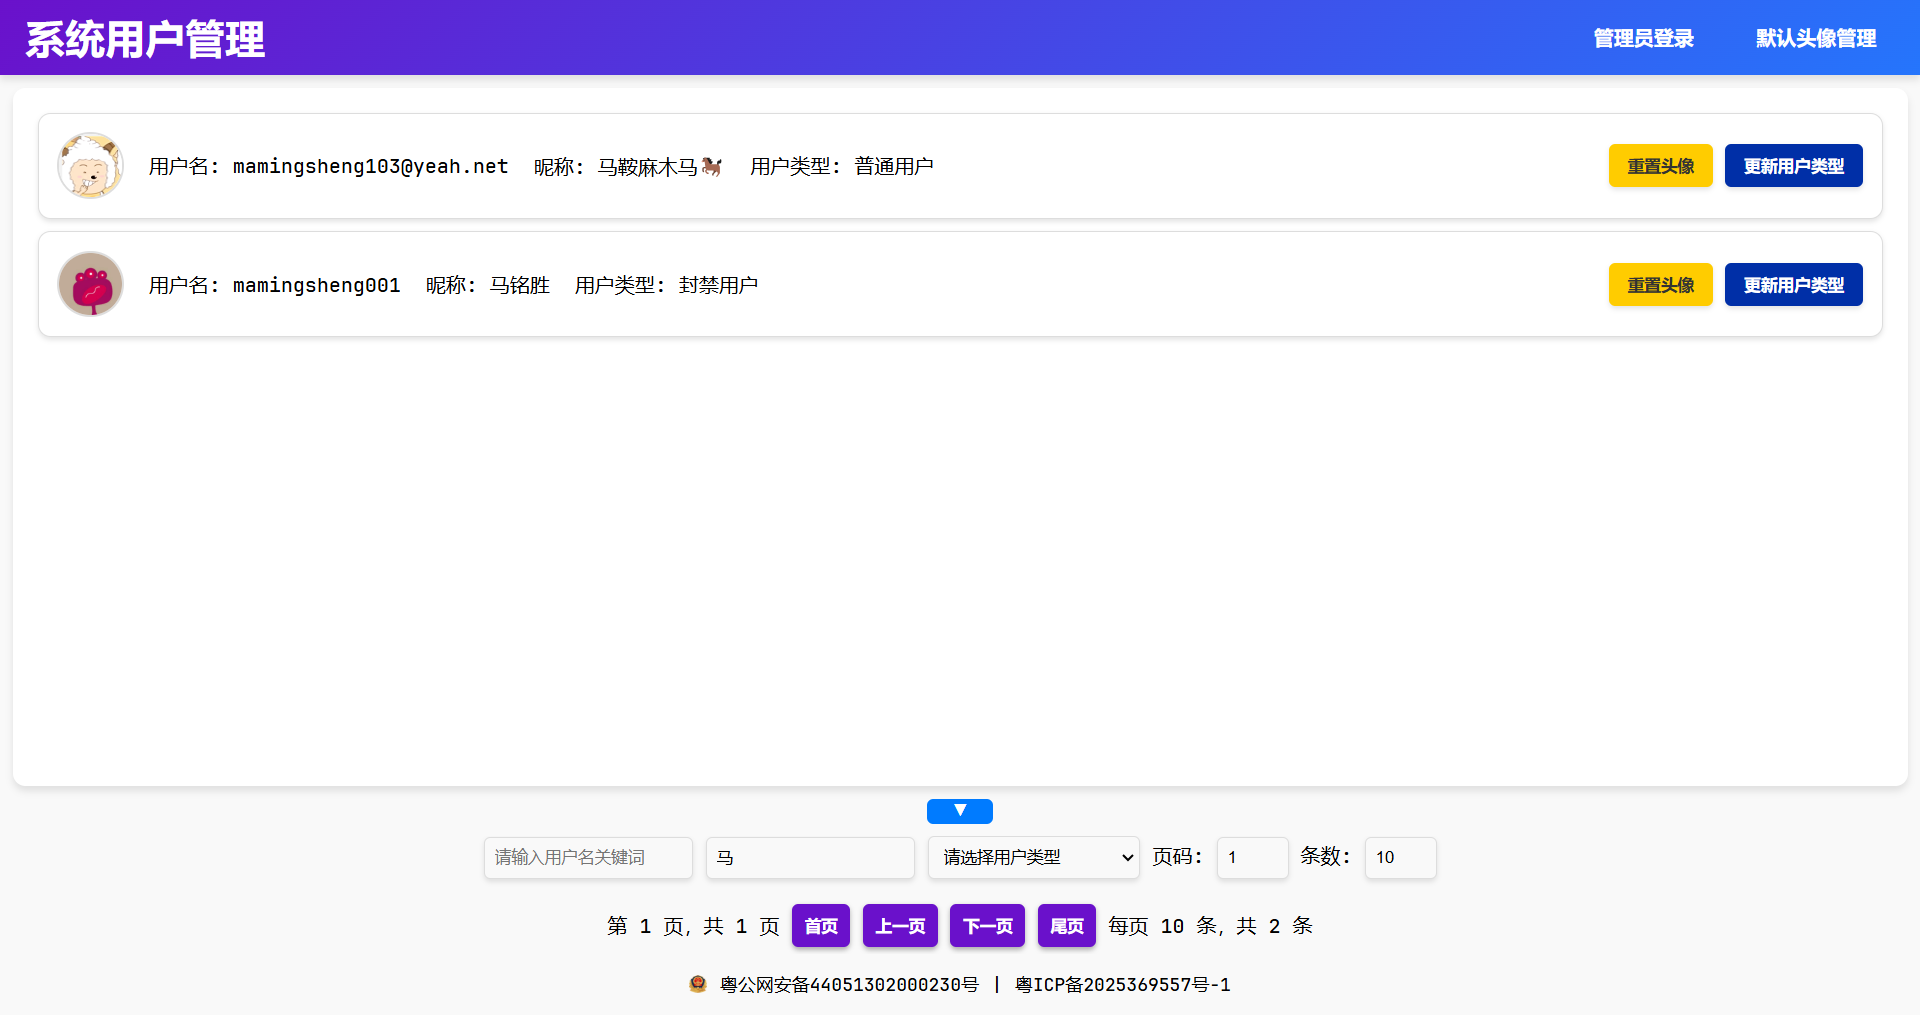 系统用户管理 管理员登录 默认头像管理
用户名: mamingsheng103@yeah.net 昵称: 马鞍麻木马🐎 用户类型: 普通用户 重置头像 更新用户类型
用户名: mamingsheng001 昵称: 马铭胜 用户类型: 封禁用户 重置头像 更新用户类型
▼
请输入用户名关键词 马 请选择用户类型 页码: 1 条数: 10
第 1 页, 共 1 页 首页 上一页 下一页 尾页 每页 10 条, 共 2 条
粤公网安备44051302000230号 | 粤ICP备2025369557号-1